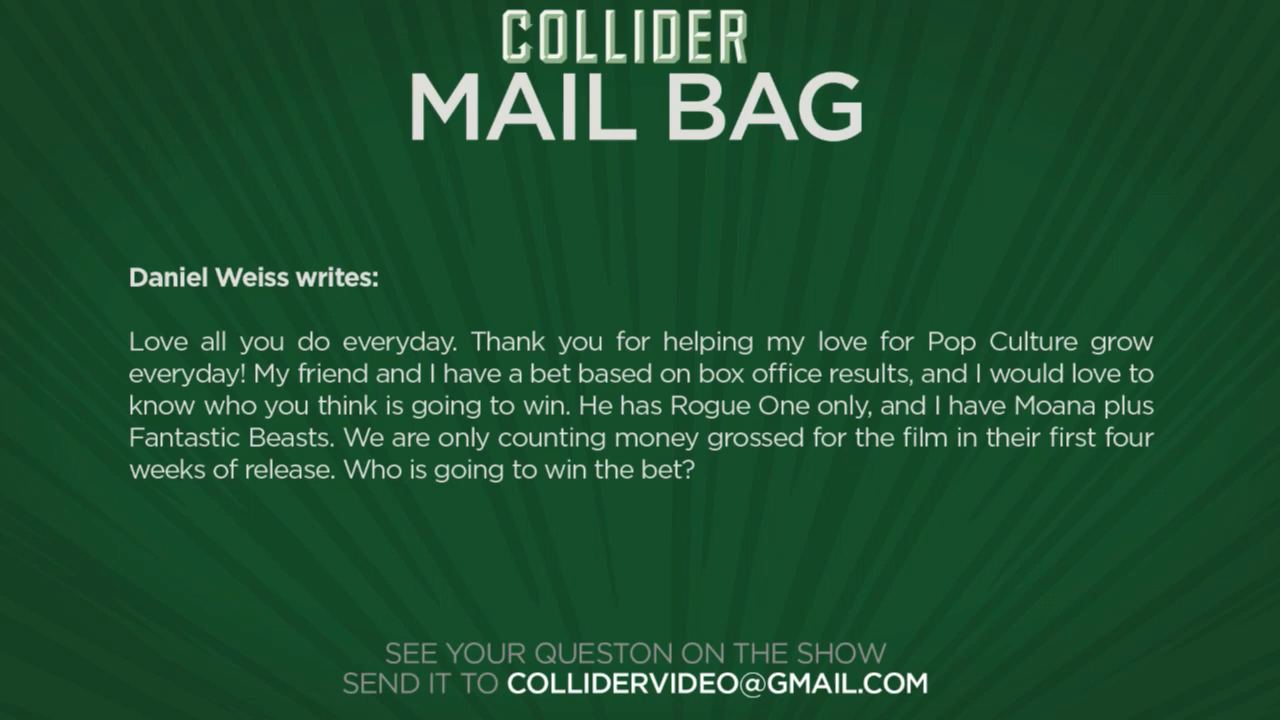 COLLIDER
MAIL BAG
Daniel Weiss writes:
Love all you do everyday. Thank you for helping my love for Pop Culture grow
everyday! My friend and I have a bet based on box office results, and I would love to
know who you think is going to win. He has Rogue One only, and I have Moana plus
Fantastic Beasts. We are only counting money grossed for the film in their first four
weeks of release. Who is going to win the bet?
SEE YOUR QUESTON ON THE SHOW
SEND IT TO COLLIDERVIDEO@GMAIL.COM